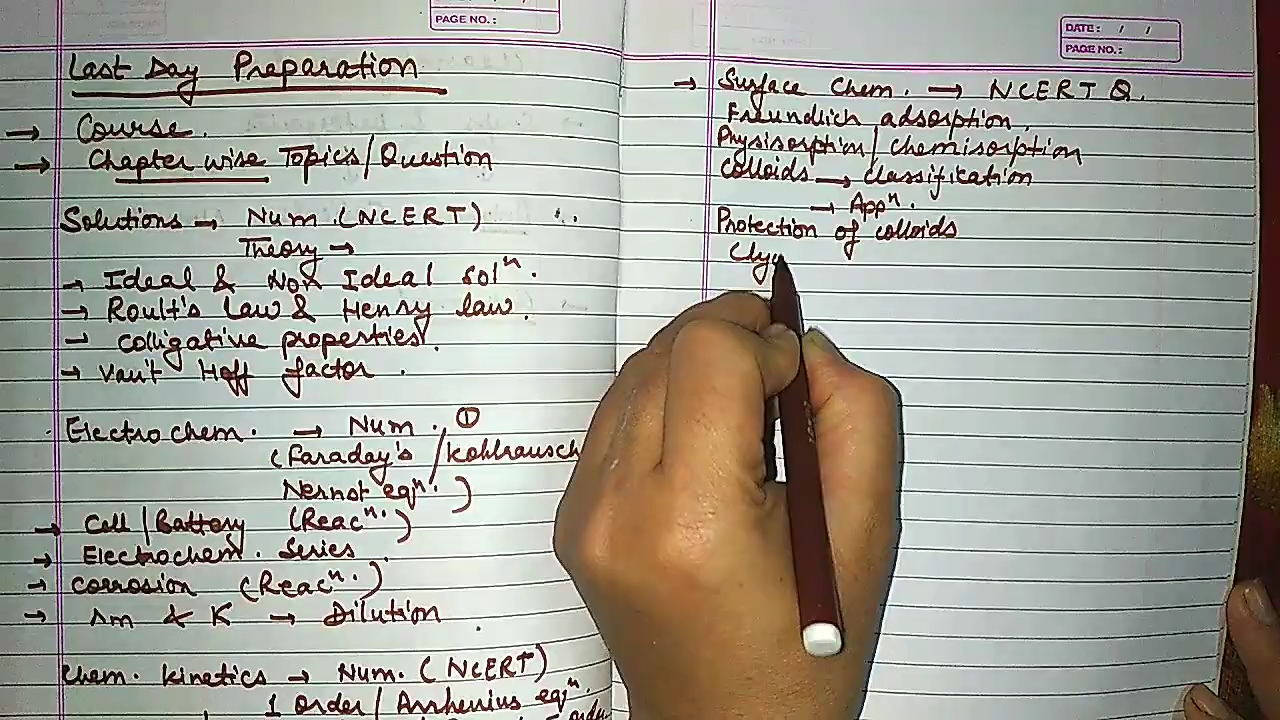 PAGE NO.:
Last Day Preparation
→ Course.
→ Chapter wise Topics/Question
Solutions → Num. (NCERT)
Theory →
→ Ideal & Non Ideal solⁿ.
→ Roult's Law & Henry law.
→ Colligative properties.
→ Van't Hoff factor.
Electrochem. → Num. ①
(Faraday's / Kohlrausch
Nernst eqⁿ.)
→ Cell/Battery (Reacⁿ.)
→ Electrochem. Series
→ Corrosion (Reacⁿ.)
→ Λm & K → Dilution
Chem. kinetics → Num. (NCERT)
1 Order/Arrhenius eqⁿ.
DATE: / /
PAGE NO.:
→ Surface Chem. → NCERT Q.
Freundlich adsorption.
Physisorption/chemisorption
Colloids → classification
→ Appⁿ.
Protection of colloids